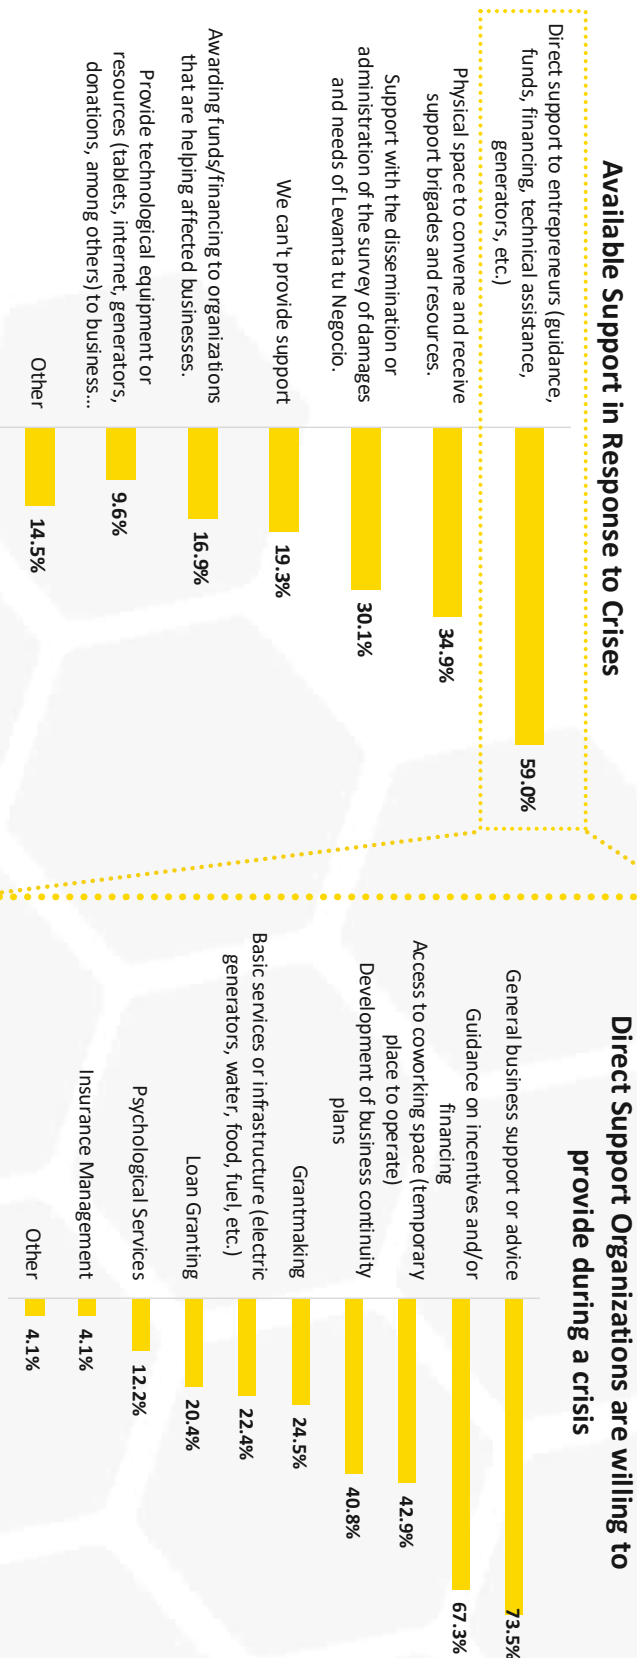 Available Support in Response to Crises
Direct support to entrepreneurs (guidance,
funds, financing, technical assistance,
generators, etc.)
59.0%
Physical space to convene and receive
support brigades and resources.
34.9%
Support with the dissemination or
administration of the survey of damages
and needs of Levanta tu Negocio.
30.1%
We can't provide support
19.3%
Awarding funds/financing to organizations
that are helping affected businesses.
16.9%
Provide technological equipment or
resources (tablets, internet, generators,
donations, among others) to business...
9.6%
Other
14.5%
Direct Support Organizations are willing to
provide during a crisis
General business support or advice
73.5%
Guidance on incentives and/or
financing
67.3%
Access to coworking space (temporary
place to operate)
42.9%
Development of business continuity
plans
40.8%
Grantmaking
24.5%
Basic services or infrastructure (electric
generators, water, food, fuel, etc.)
22.4%
Loan Granting
20.4%
Psychological Services
12.2%
Insurance Management
4.1%
Other
4.1%